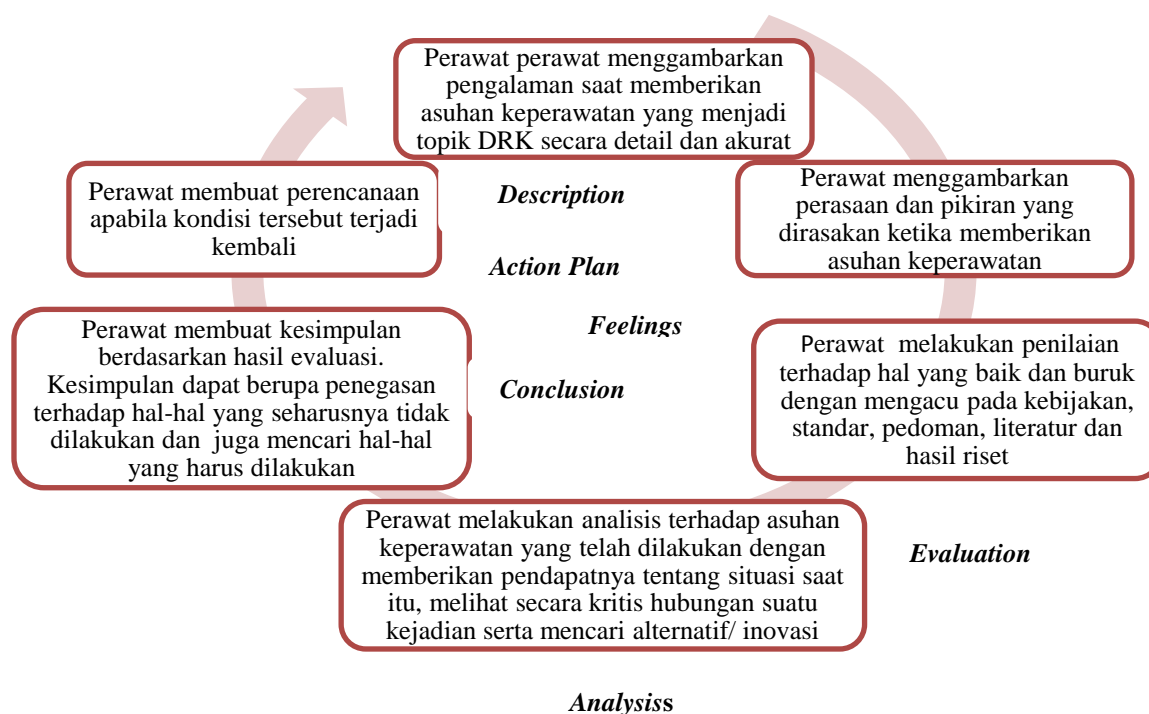 Perawat perawat menggambarkan
pengalaman saat memberikan
asuhan keperawatan yang menjadi
topik DRK secara detail dan akurat
Description
Perawat menggambarkan
perasaan dan pikiran yang
dirasakan ketika memberikan
asuhan keperawatan
Feelings
Perawat melakukan penilaian
terhadap hal yang baik dan buruk
dengan mengacu pada kebijakan,
standar, pedoman, literatur dan
hasil riset
Evaluation
Perawat melakukan analisis terhadap asuhan
keperawatan yang telah dilakukan dengan
memberikan pendapatnya tentang situasi saat
itu, melihat secara kritis hubungan suatu
kejadian serta mencari alternatif/ inovasi
Analysiss
Perawat membuat kesimpulan
berdasarkan hasil evaluasi.
Kesimpulan dapat berupa penegasan
terhadap hal-hal yang seharusnya tidak
dilakukan dan juga mencari hal-hal
yang harus dilakukan
Conclusion
Perawat membuat perencanaan
apabila kondisi tersebut terjadi
kembali
Action Plan